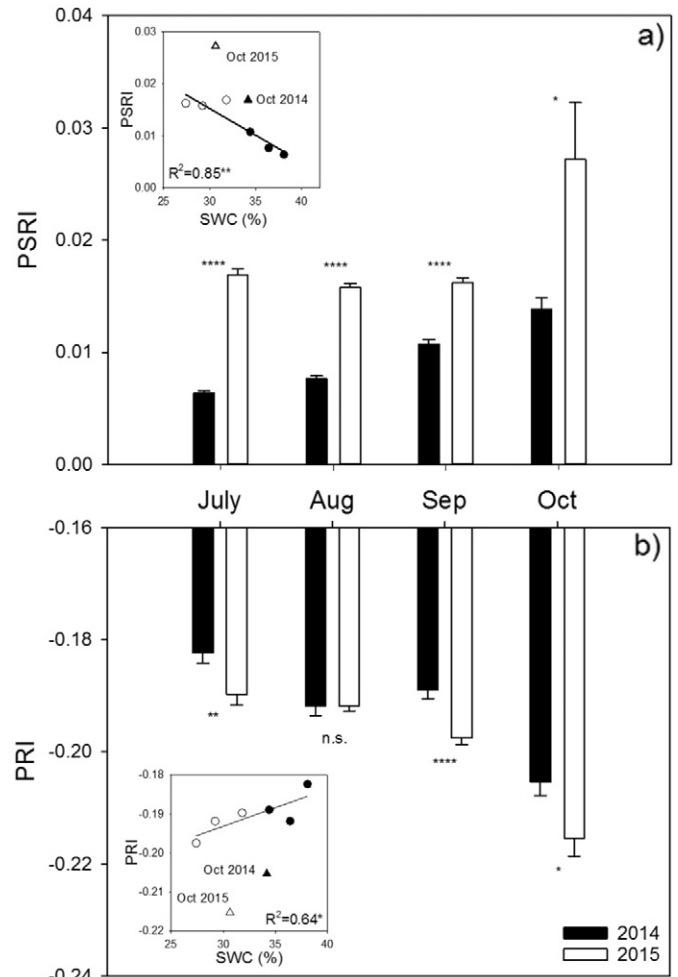 0.04
a)
0.03
PSRI
0.02
0.01
0.00
0.03
Oct 2015
0.02
Oct 2014
PSRI
0.01
0.00
R²=0.85**
25 30 35 40
SWC (%)
****
****
****
*
July Aug Sep Oct
-0.16
b)
-0.18
PRI
-0.20
-0.22
-0.24
**
n.s.
****
*
-0.18
-0.19
PRI
-0.20
Oct 2014
-0.21
Oct 2015
-0.22
R²=0.64*
25 30 35 40
SWC (%)
2014
2015